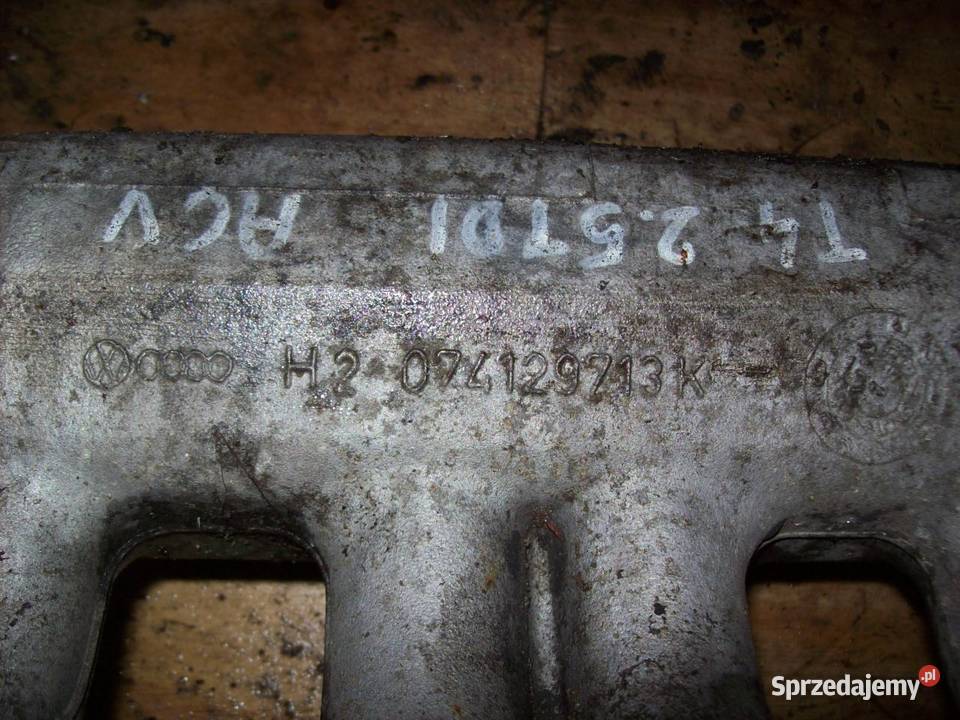 T4 2.5TDI ACV
H2 074129713K
Sprzedajemy.pl